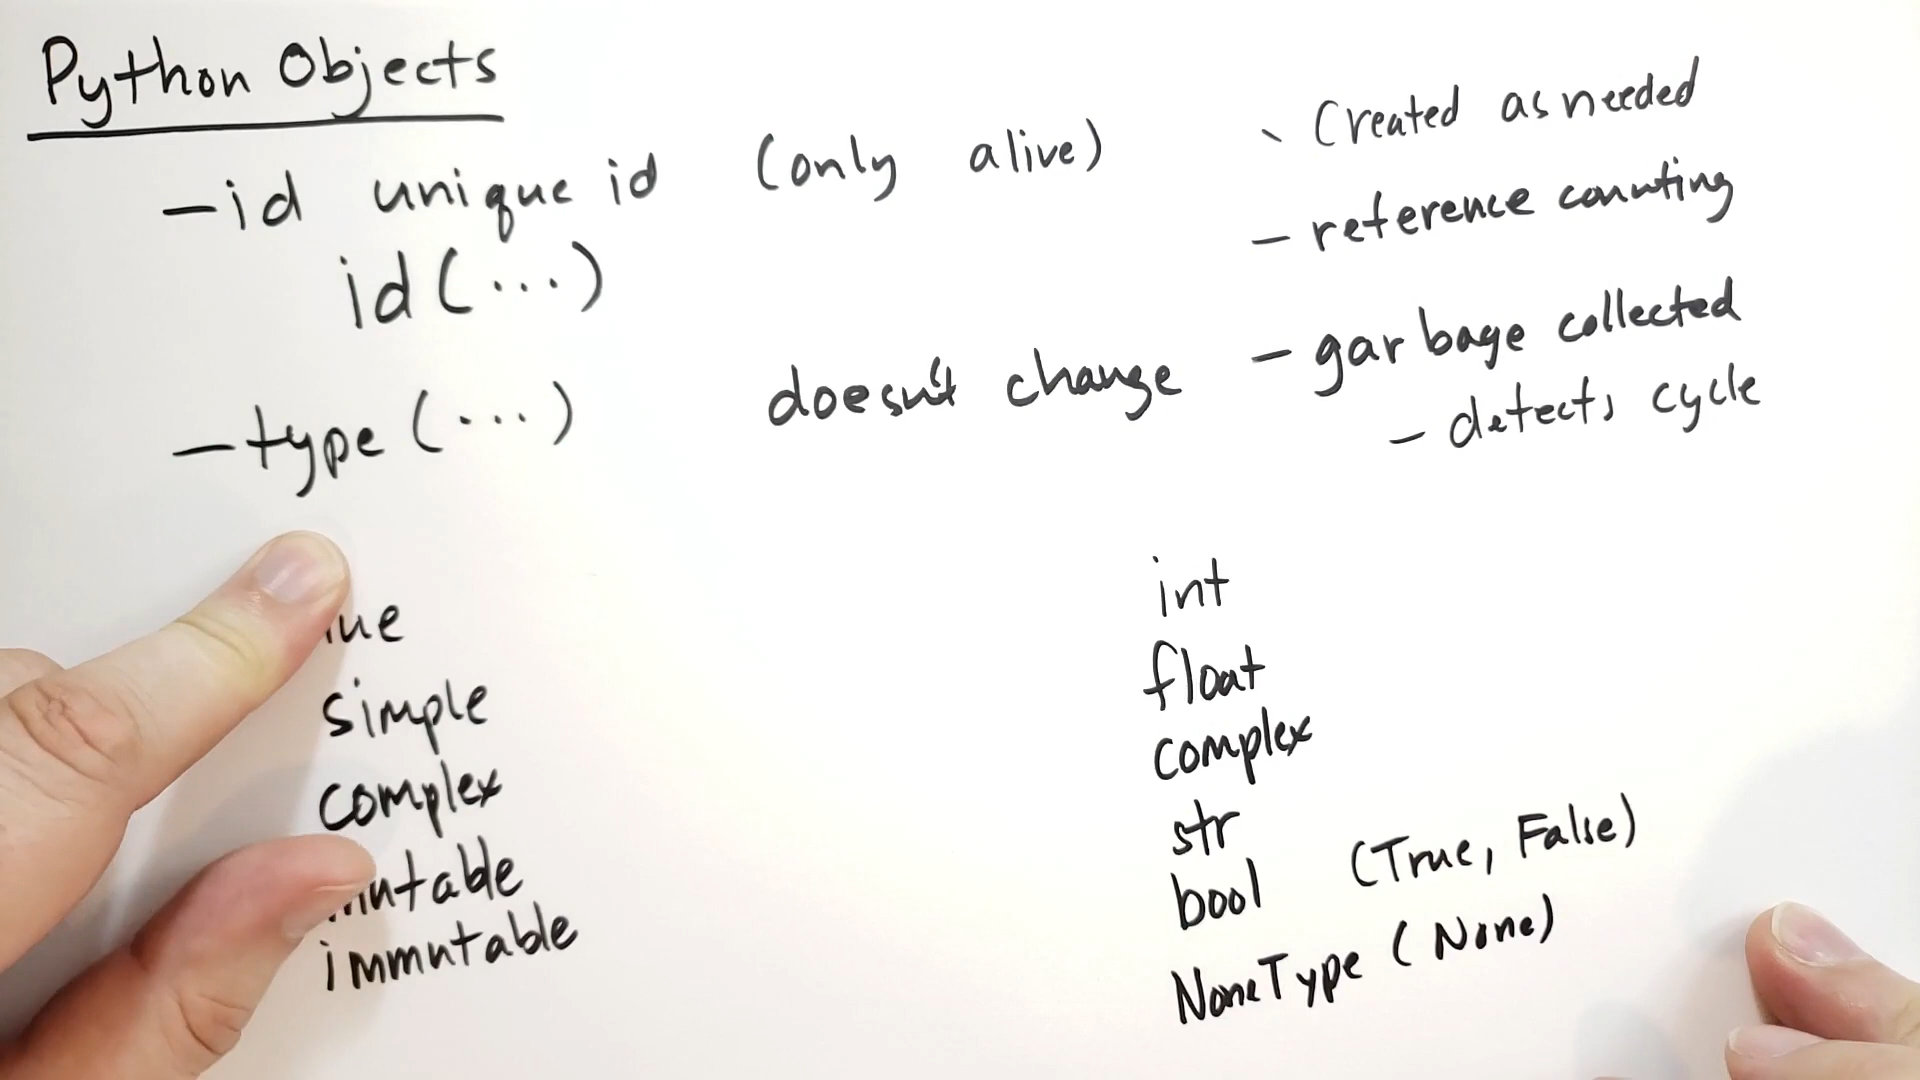 Python Objects
- id unique id (only alive)
id (...)
- type (...) doesn't change
simple
complex
immutable
- Created as needed
- reference counting
- garbage collected
- detects cycle
int
float
complex
str
bool (True, False)
NoneType (None)